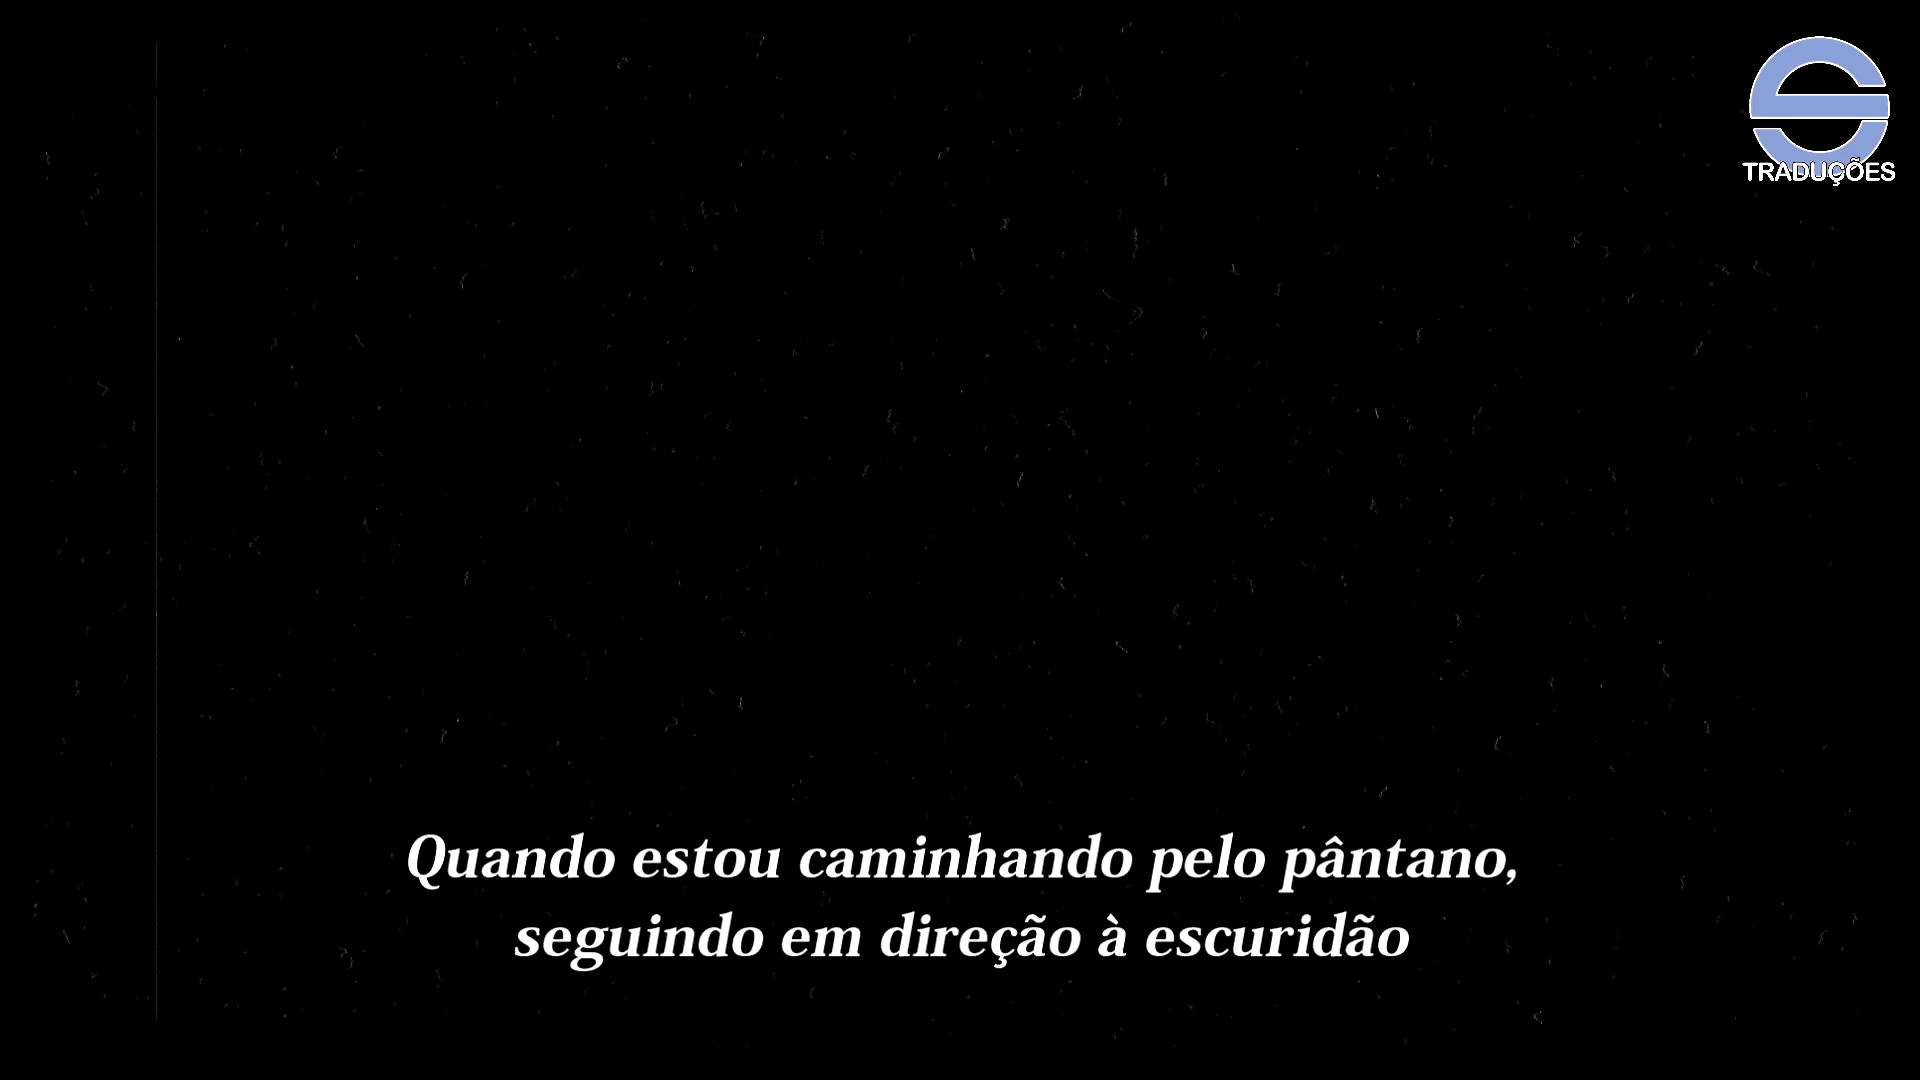 TRADUÇÕES
Quando estou caminhando pelo pântano,
seguindo em direção à escuridão